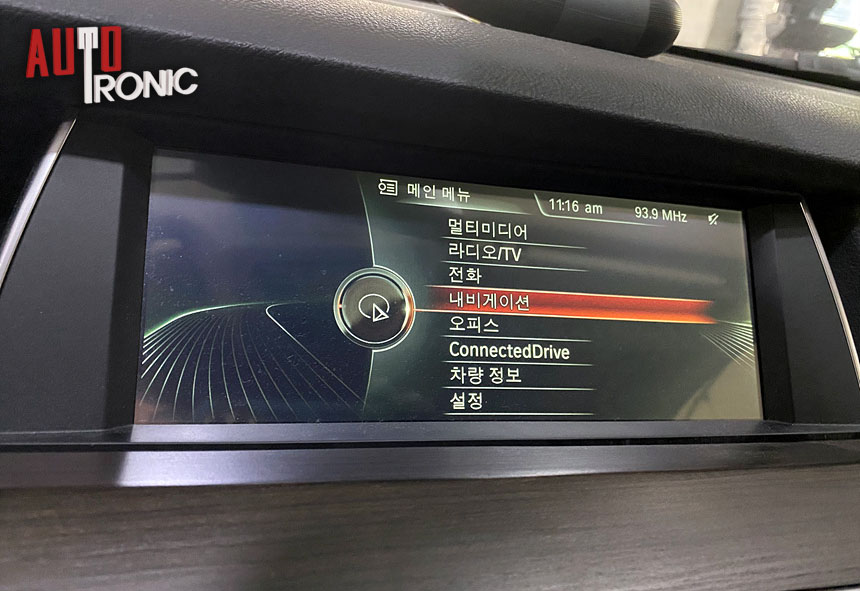 AUTO
TRONIC
메인 메뉴
11:16 am 93.9 MHz
멀티미디어
라디오/TV
전화
내비게이션
오피스
ConnectedDrive
차량 정보
설정